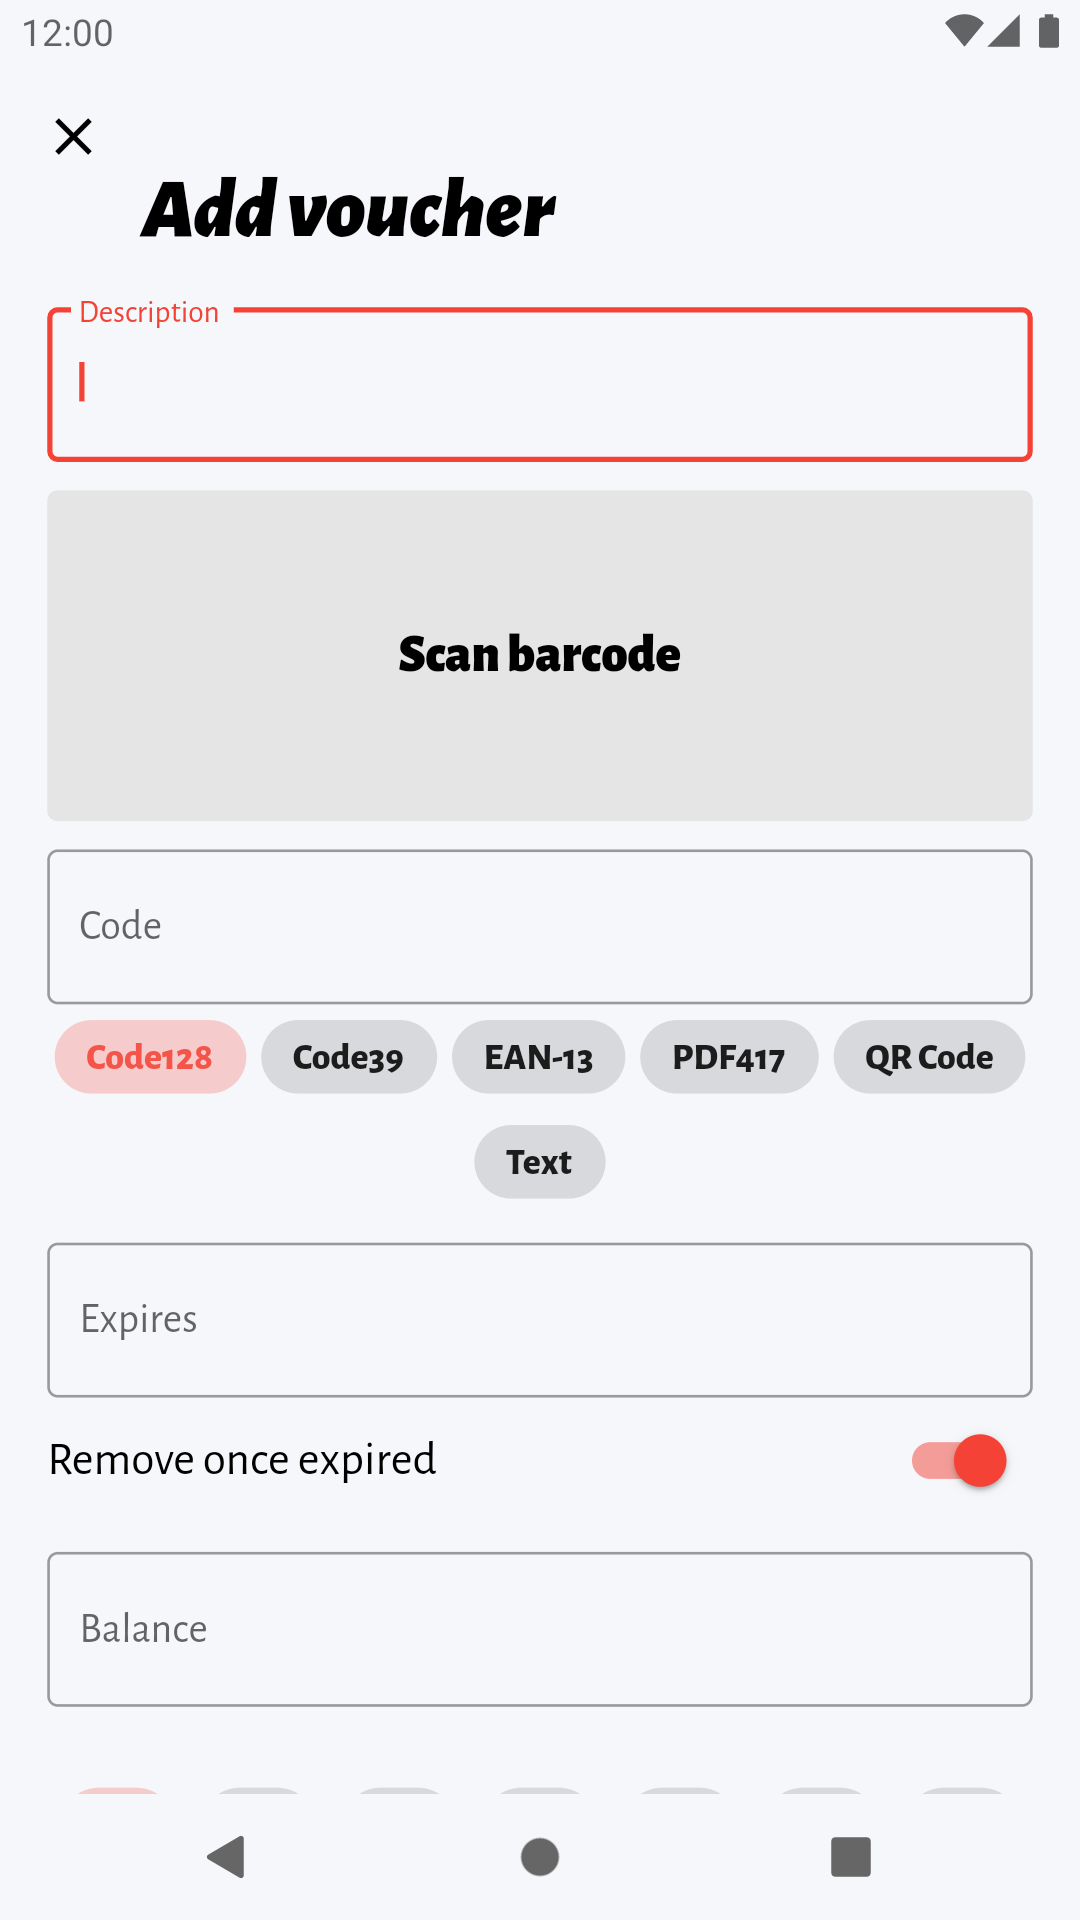 12:00
Add voucher
Description
Scan barcode
Code
Code128 Code39 EAN-13 PDF417 QR Code
Text
Expires
Remove once expired
Balance